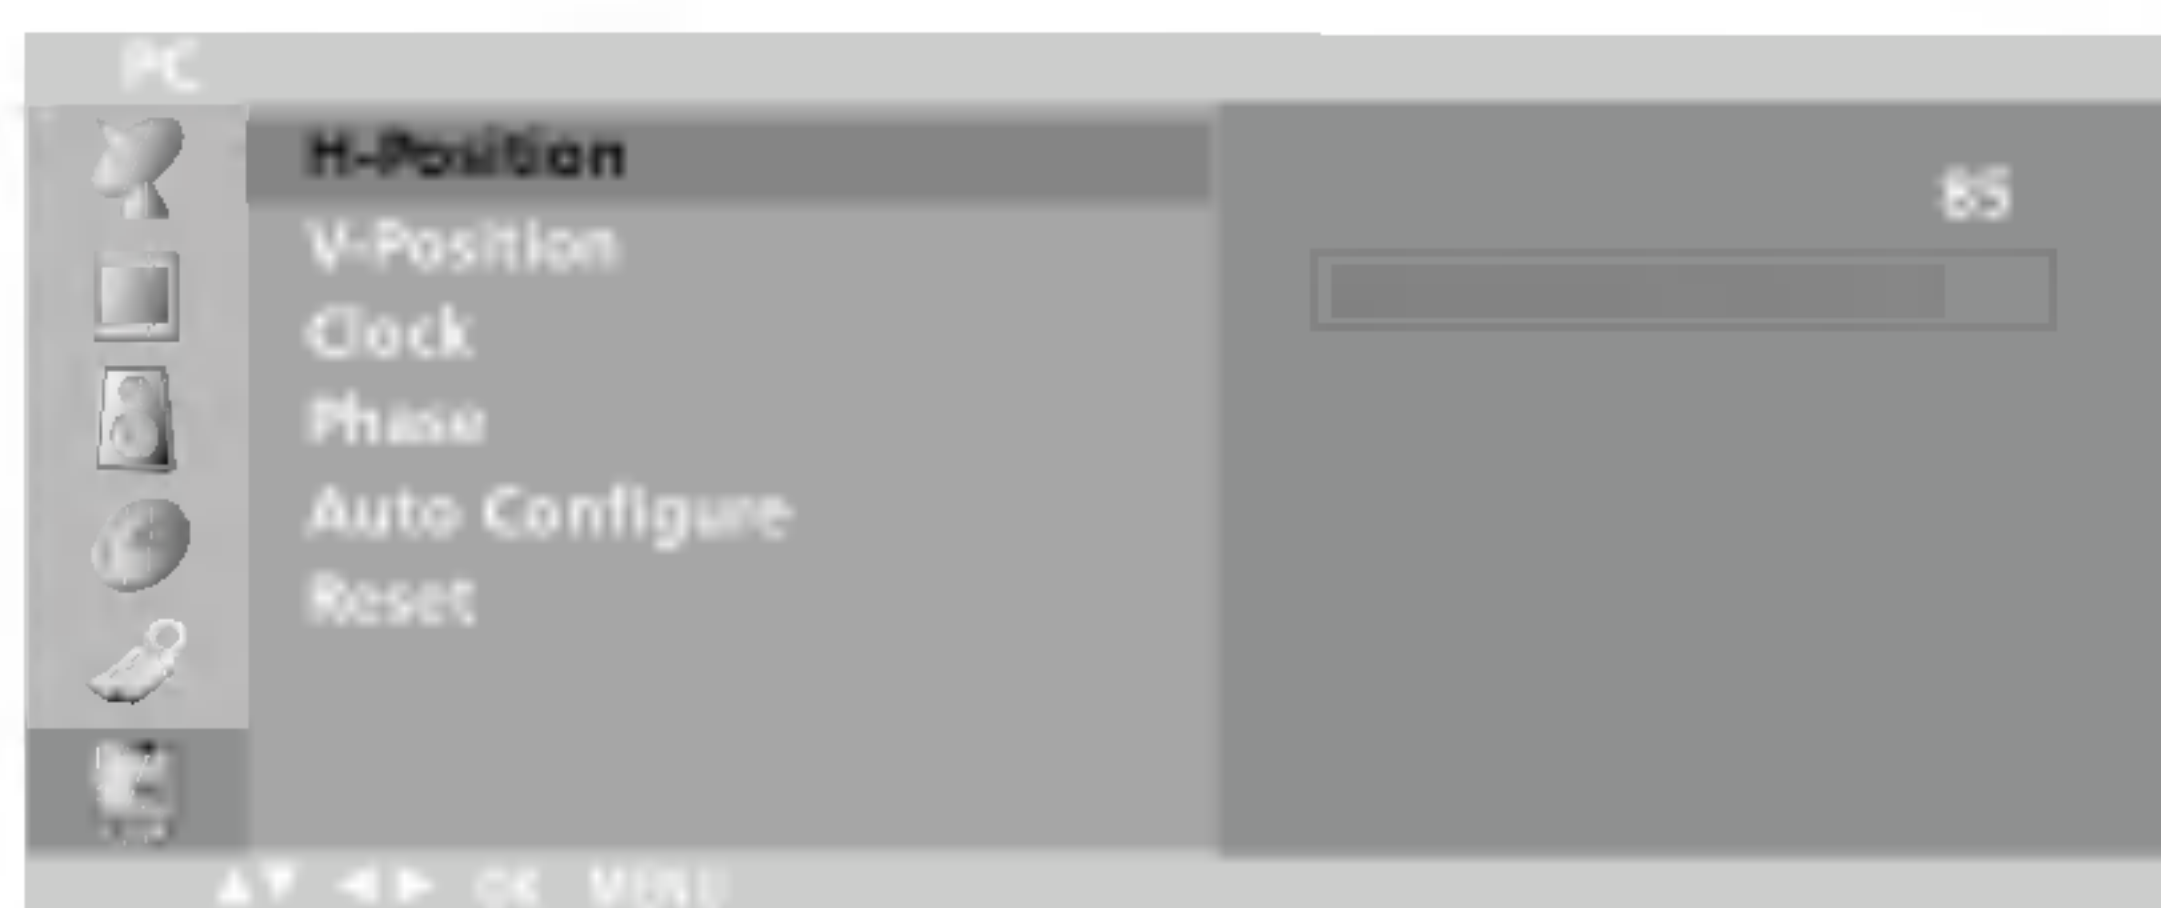 PC
H-Position
85
V-Position
Clock
Phase
Auto Configure
Reset
▲▼ ◀ ▶ OK MENU